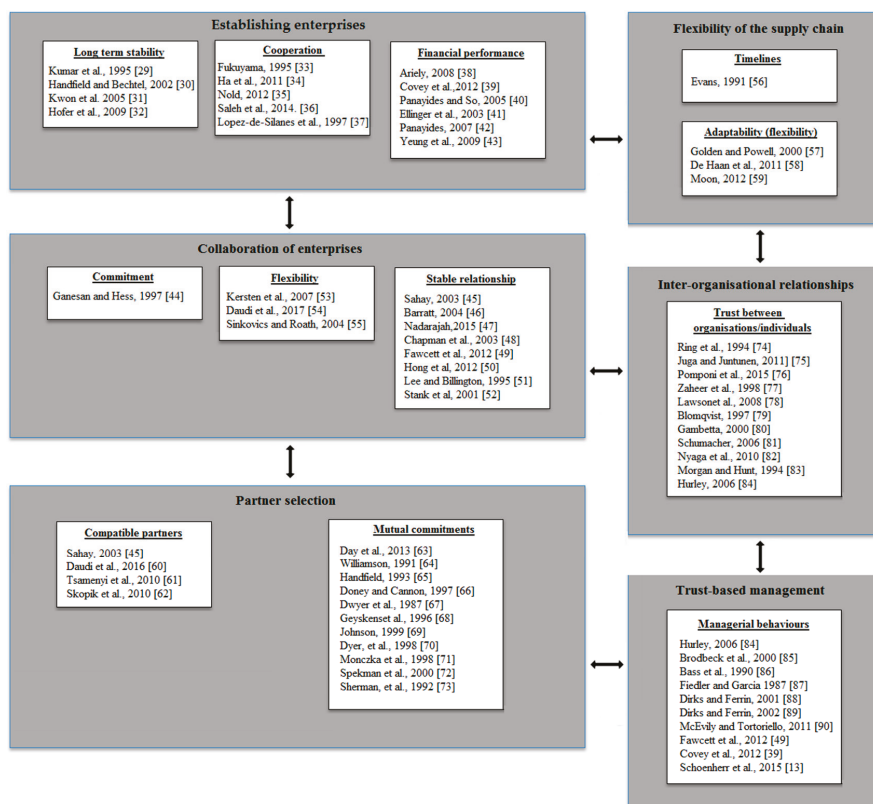 Establishing enterprises
Long term stability
Kumar et al., 1995 [29]
Handfield and Bechtel, 2002 [30]
Kwon et al. 2005 [31]
Hofer et al., 2009 [32]
Cooperation
Fukuyama, 1995 [33]
Ha et al. 2011 [34]
Nold, 2012 [35]
Saleh et al., 2014. [36]
Lopez-de-Silanes et al., 1997 [37]
Financial performance
Ariely, 2008 [38]
Covey et al.,2012 [39]
Panayides and So, 2005 [40]
Ellinger et al., 2003 [41]
Panayides, 2007 [42]
Yeung et al., 2009 [43]
Flexibility of the supply chain
Timelines
Evans, 1991 [56]
Adaptability (flexibility)
Golden and Powell, 2000 [57]
De Haan et al., 2011 [58]
Moon, 2012 [59]
Collaboration of enterprises
Commitment
Ganesan and Hess, 1997 [44]
Flexibility
Kersten et al., 2007 [53]
Daudi et al., 2017 [54]
Sinkovics and Roath, 2004 [55]
Stable relationship
Sahay, 2003 [45]
Barratt, 2004 [46]
Nadarajah,2015 [47]
Chapman et al., 2003 [48]
Fawcett et al., 2012 [49]
Hong et al, 2012 [50]
Lee and Billington, 1995 [51]
Stank et al, 2001 [52]
Inter-organisational relationships
Trust between
organisations/individuals
Ring et al., 1994 [74]
Juga and Juntunen, 2011] [75]
Pomponi et al., 2015 [76]
Zaheer et al., 1998 [77]
Lawsonet al., 2008 [78]
Blomqvist, 1997 [79]
Gambetta, 2000 [80]
Schumacher, 2006 [81]
Nyaga et al., 2010 [82]
Morgan and Hunt, 1994 [83]
Hurley, 2006 [84]
Partner selection
Compatible partners
Sahay, 2003 [45]
Daudi et al., 2016 [60]
Tsamenyi et al., 2010 [61]
Skopik et al., 2010 [62]
Mutual commitments
Day et al., 2013 [63]
Williamson, 1991 [64]
Handfield, 1993 [65]
Doney and Cannon, 1997 [66]
Dwyer et al., 1987 [67]
Geyskenset al., 1996 [68]
Johnson, 1999 [69]
Dyer, et al., 1998 [70]
Monczka et al., 1998 [71]
Spekman et al., 2000 [72]
Sherman, et al., 1992 [73]
Trust-based management
Managerial behaviours
Hurley, 2006 [84]
Brodbeck et al., 2000 [85]
Bass et al., 1990 [86]
Fiedler and Garcia 1987 [87]
Dirks and Ferrin, 2001 [88]
Dirks and Ferrin, 2002 [89]
McEvily and Tortoriello, 2011 [90]
Fawcett et al., 2012 [49]
Covey et al., 2012 [39]
Schoenherr et al., 2015 [13]